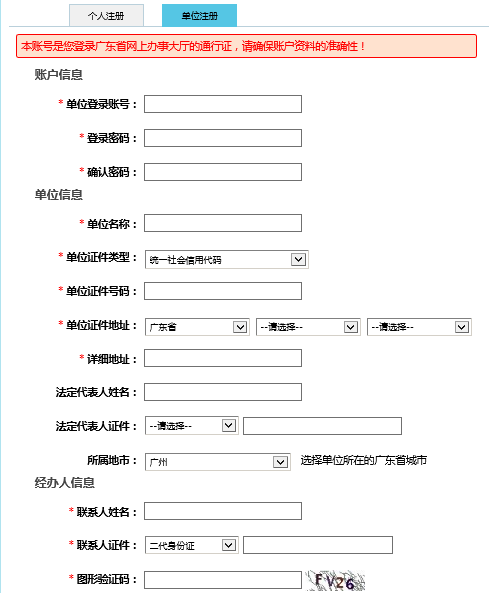 个人注册 单位注册
本账号是您登录广东省网上办事大厅的通行证，请确保账户资料的准确性！
账户信息
* 单位登录账号：
* 登录密码：
* 确认密码：
单位信息
* 单位名称：
* 单位证件类型： 统一社会信用代码
* 单位证件号码：
* 单位证件地址： 广东省 --请选择-- --请选择--
* 详细地址：
法定代表人姓名：
法定代表人证件： --请选择--
所属地市： 广州 选择单位所在的广东省城市
经办人信息
* 联系人姓名：
* 联系人证件： 二代身份证
* 图形验证码： FV26